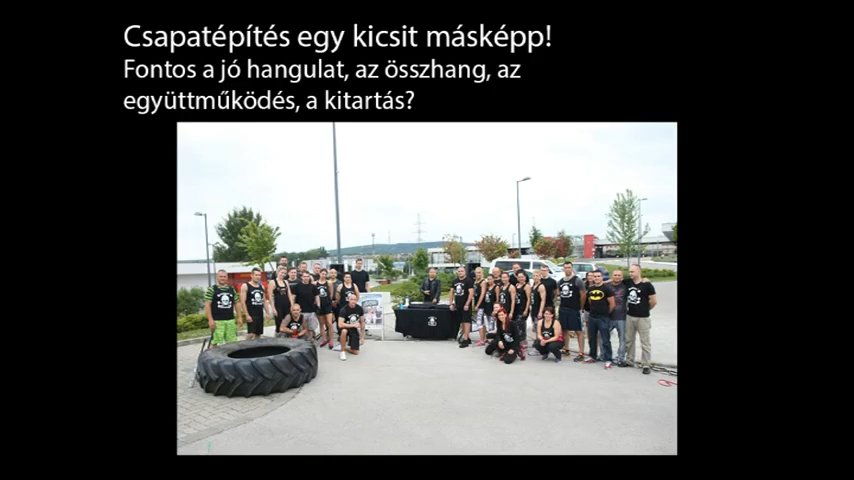 Csapatépítés egy kicsit másképp!
Fontos a jó hangulat, az összhang, az
együttműködés, a kitartás?